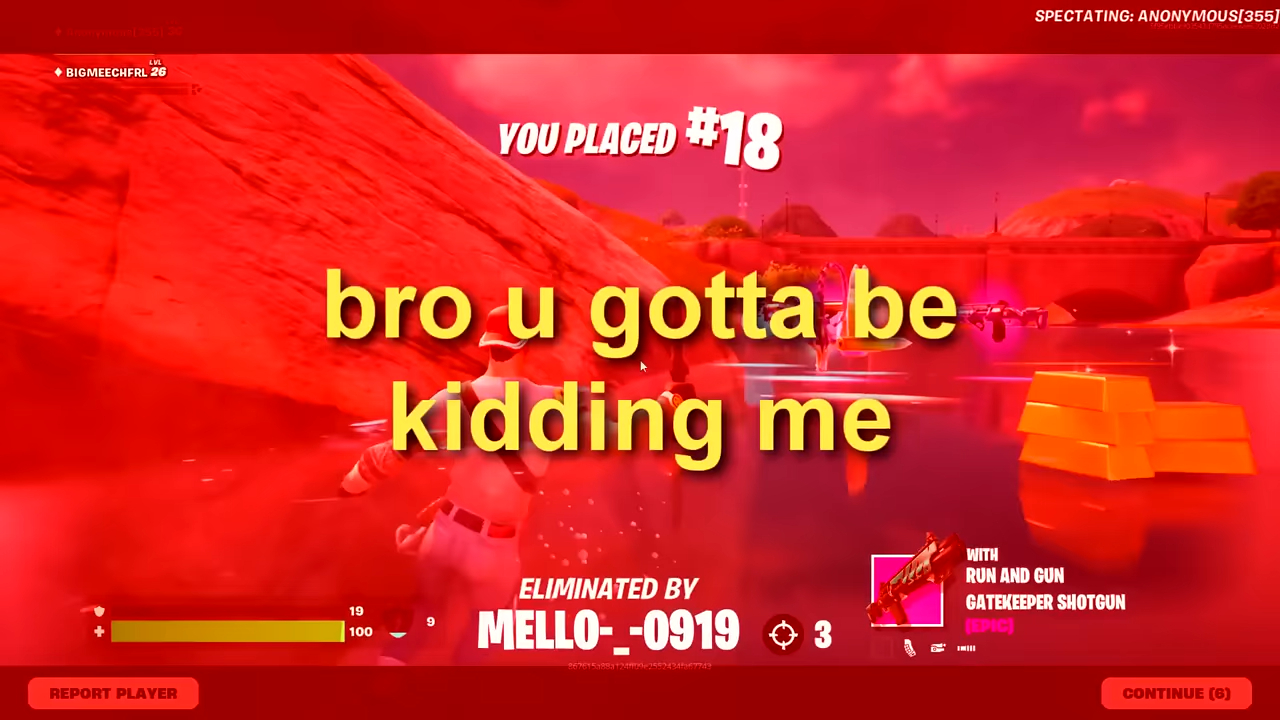 SPECTATING: ANONYMOUS[355]
BIGMEECHFRL LVL 26
YOU PLACED #18
bro u gotta be
kidding me
ELIMINATED BY
MELLO-_-0919
3
WITH
RUN AND GUN
GATEKEEPER SHOTGUN
[EPIC]
19
100
9
REPORT PLAYER
CONTINUE (6)